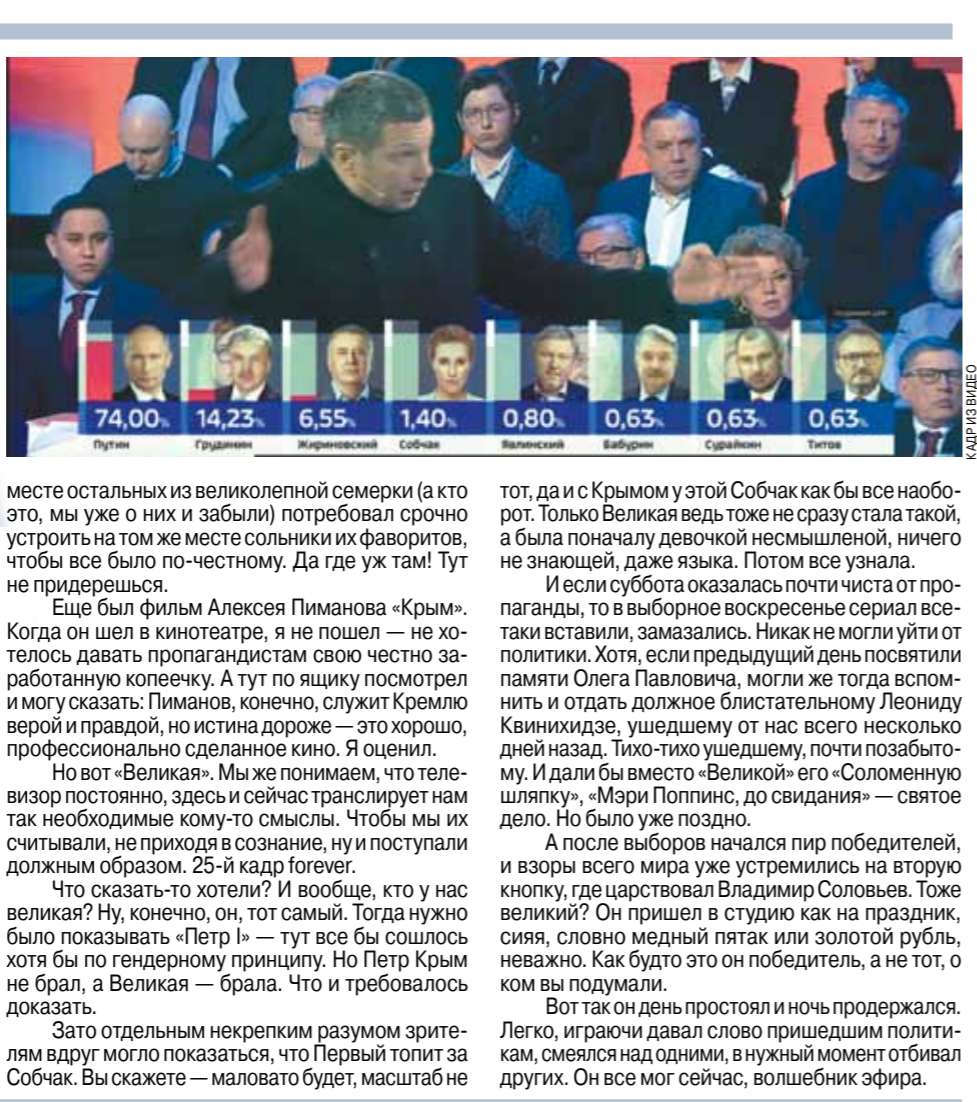 74,00%
14,23%
6,55%
1,40%
0,80%
0,63%
0,63%
0,63%
Путин
Грудинин
Жириновский
Собчак
Явлинский
Бабурин
Сурайкин
Титов
КАДР ИЗ ВИДЕО
месте остальных из великолепной семерки (а кто
это, мы уже о них и забыли) потребовал срочно
устроить на том же месте сольники их фаворитов,
чтобы все было по-честному. Да где уж там! Тут
не придерешься.
Еще был фильм Алексея Пиманова «Крым».
Когда он шел в кинотеатре, я не пошел — не хо-
телось давать пропагандистам свою честно за-
работанную копеечку. А тут по ящику посмотрел
и могу сказать: Пиманов, конечно, служит Кремлю
верой и правдой, но истина дороже — это хорошо,
профессионально сделанное кино. Я оценил.
Но вот «Великая». Мы же понимаем, что теле-
визор постоянно, здесь и сейчас транслирует нам
так необходимые кому-то смыслы. Чтобы мы их
считывали, не приходя в сознание, ну и поступали
должным образом. 25-й кадр forever.
Что сказать-то хотели? И вообще, кто у нас
великая? Ну, конечно, он, тот самый. Тогда нужно
было показывать «Петр I» — тут все бы сошлось
хотя бы по гендерному принципу. Но Петр Крым
не брал, а Великая — брала. Что и требовалось
доказать.
Зато отдельным некрепким разумом зрите-
лям вдруг могло показаться, что Первый топит за
Собчак. Вы скажете — маловато будет, масштаб не
тот, да и с Крымом у этой Собчак как бы все наобо-
рот. Только Великая ведь тоже не сразу стала такой,
а была поначалу девочкой несмышленой, ничего
не знающей, даже языка. Потом все узнала.
И если суббота оказалась почти чиста от про-
паганды, то в выборное воскресенье сериал все-
таки вставили, замазались. Никак не могли уйти от
политики. Хотя, если предыдущий день посвятили
памяти Олега Павловича, могли же тогда вспом-
нить и отдать должное блистательному Леониду
Квинихидзе, ушедшему от нас всего несколько
дней назад. Тихо-тихо ушедшему, почти позабыто-
му. И дали бы вместо «Великой» его «Соломенную
шляпку», «Мэри Поппинс, до свидания» — святое
дело. Но было уже поздно.
А после выборов начался пир победителей,
и взоры всего мира уже устремились на вторую
кнопку, где царствовал Владимир Соловьев. Тоже
великий? Он пришел в студию как на праздник,
сияя, словно медный пятак или золотой рубль,
неважно. Как будто это он победитель, а не тот, о
ком вы подумали.
Вот так он день простоял и ночь продержался.
Легко, играючи давал слово пришедшим полити-
кам, смеялся над одними, в нужный момент отбивал
других. Он все мог сейчас, волшебник эфира.